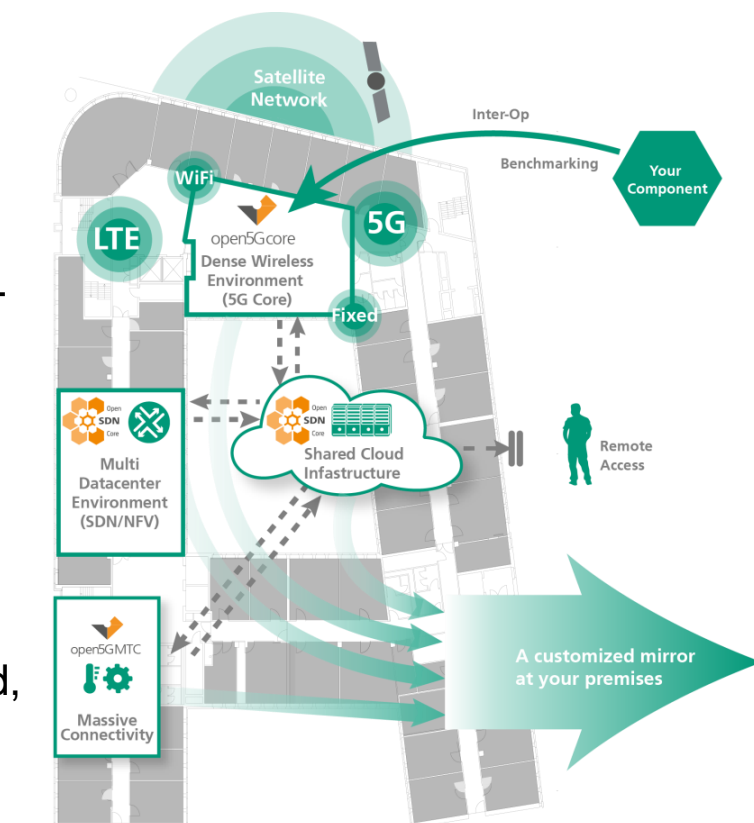 Satellite
Network
Inter-Op
Benchmarking
Your
Component
WiFi
LTE
5G
open5Gcore
Dense Wireless
Environment
(5G Core)
Fixed
Open
SDN
Core
Multi
Datacenter
Environment
(SDN/NFV)
Open
SDN
Core
Shared Cloud
Infastructure
Remote
Access
open5GMTC
Massive
Connectivity
d,
A customized mirror
at your premises